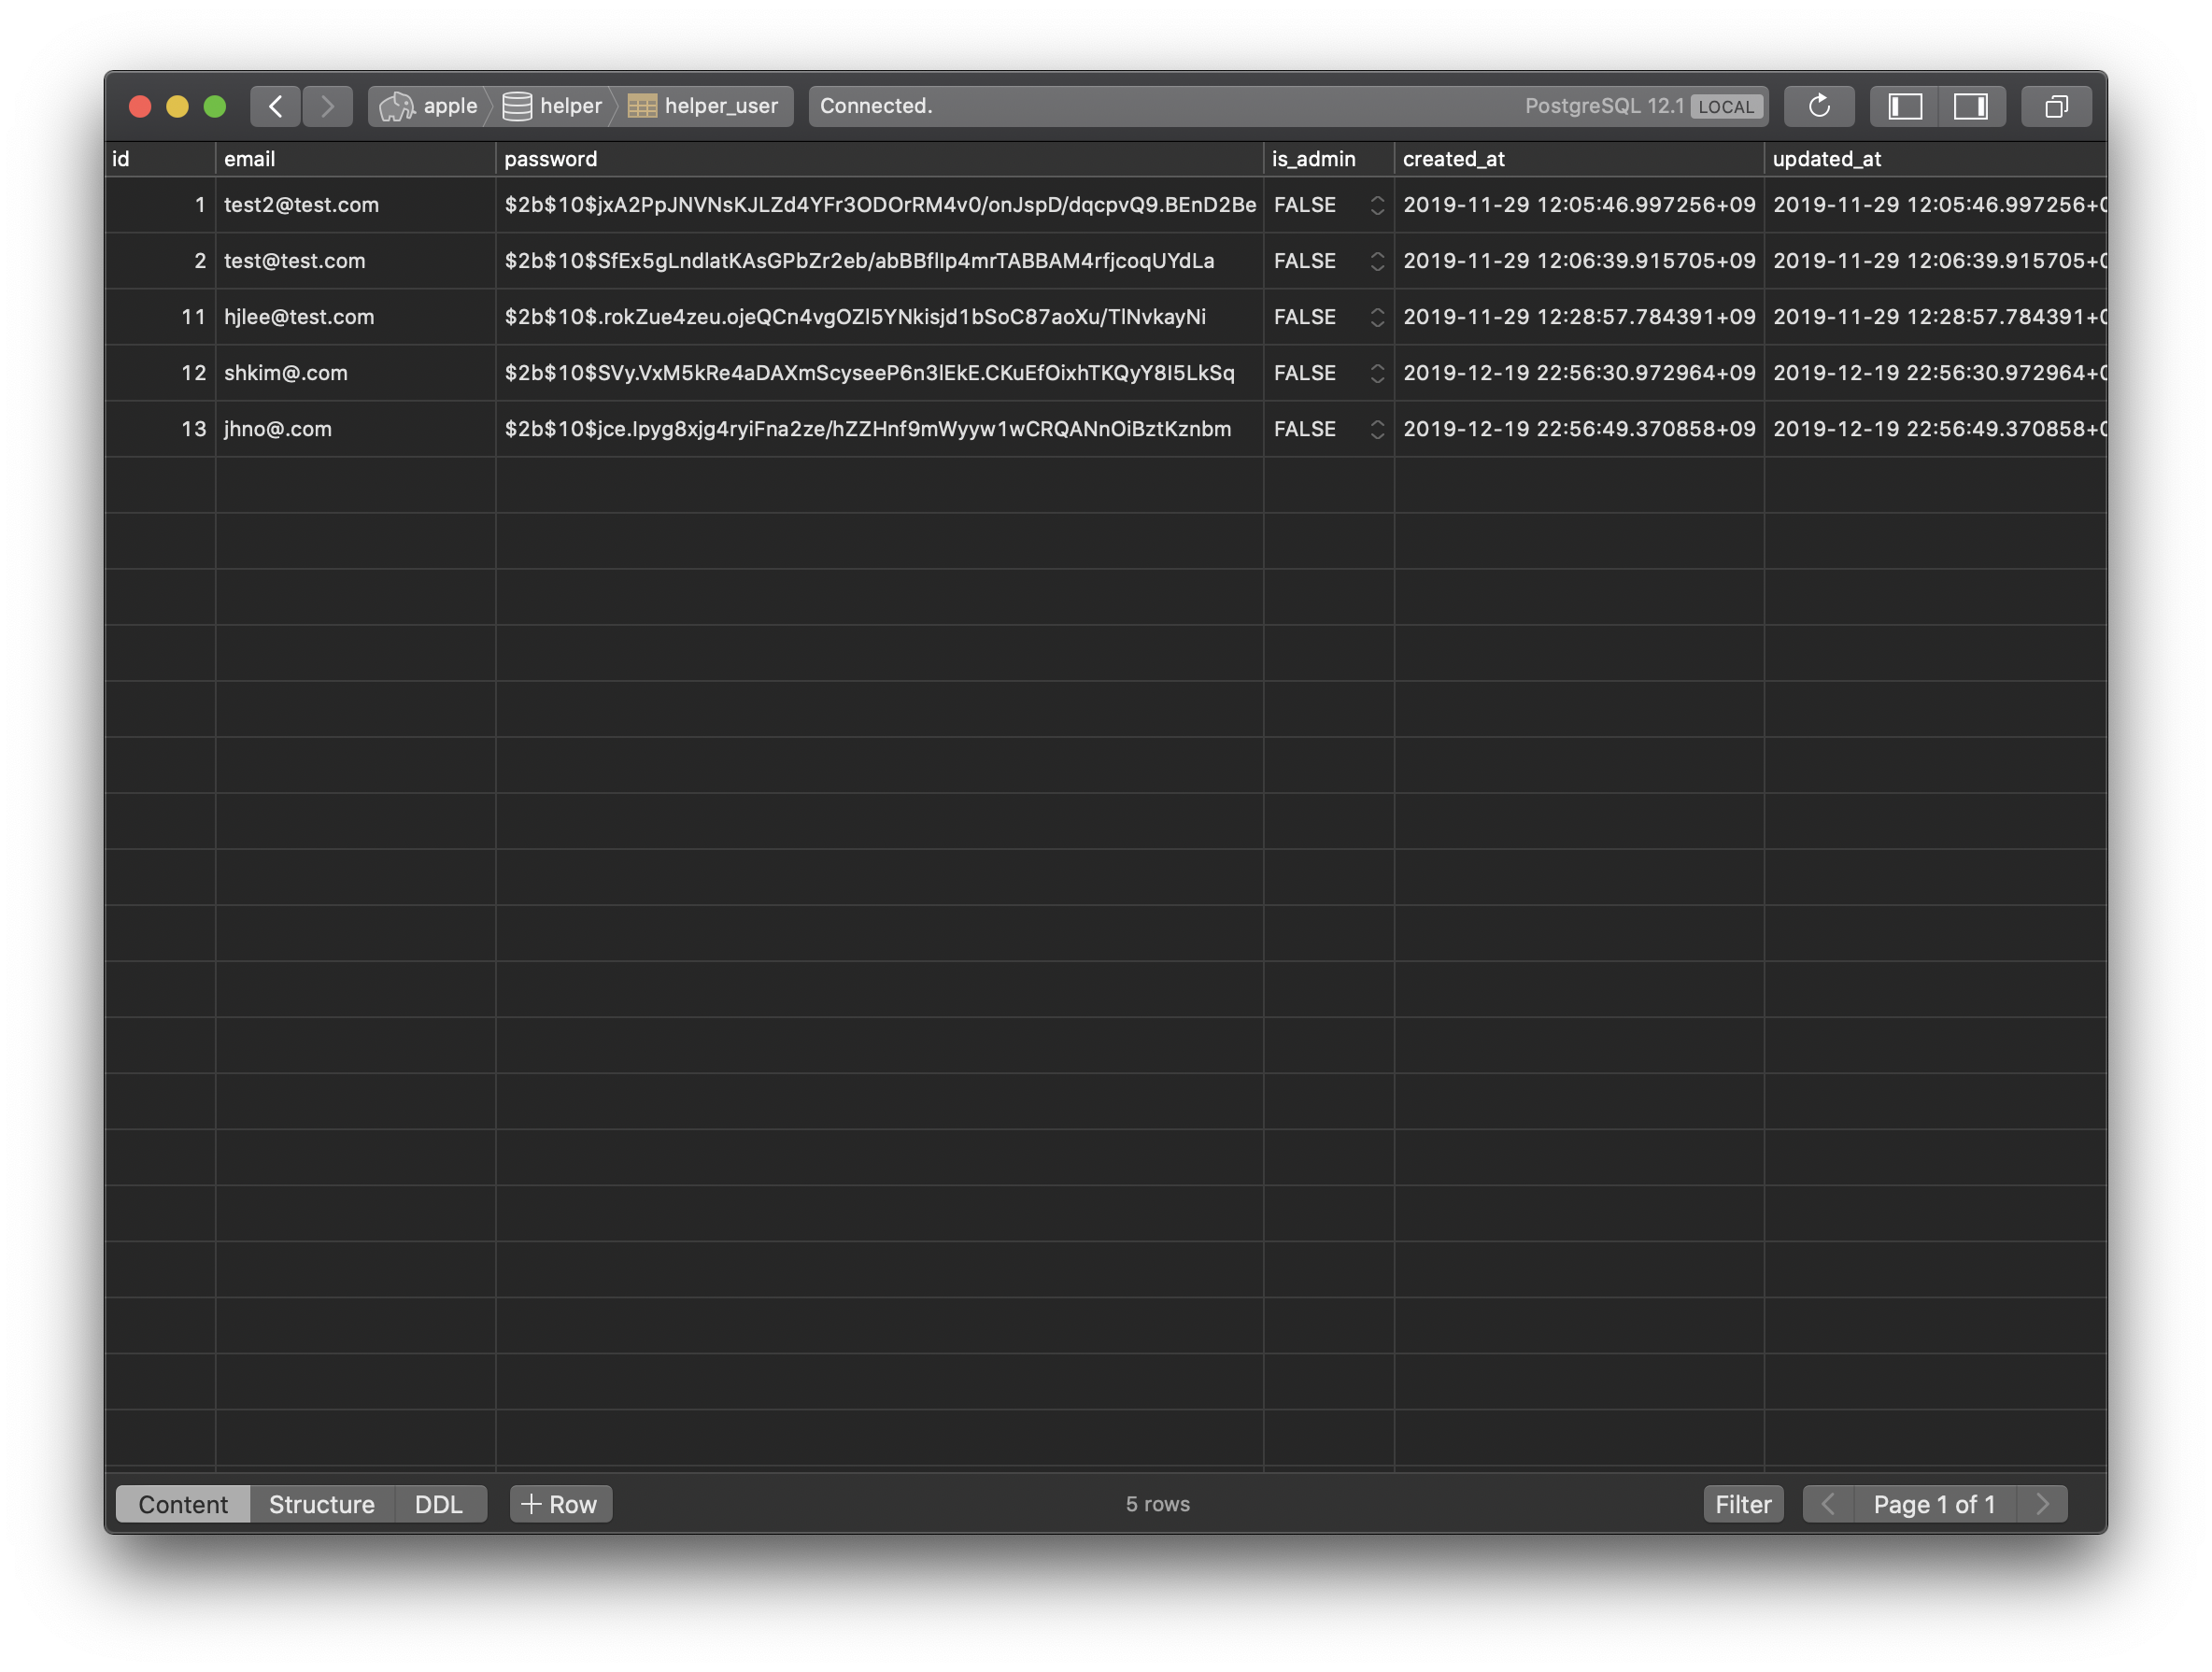 apple helper helper_user Connected. PostgreSQL 12.1 LOCAL
id email password is_admin created_at updated_at
1 test2@test.com $2b$10$jxA2PpJNVNsKJLZd4YFr3ODOrRM4v0/onJspD/dqcpvQ9.BEnD2Be FALSE 2019-11-29 12:05:46.997256+09 2019-11-29 12:05:46.997256+0
2 test@test.com $2b$10$SfEx5gLndlatKAsGPbZr2eb/abBBflIp4mrTABBAM4rfjcoqUYdLa FALSE 2019-11-29 12:06:39.915705+09 2019-11-29 12:06:39.915705+0
11 hjlee@test.com $2b$10$.rokZue4zeu.ojeQCn4vgOZl5YNkisjd1bSoC87aoXu/TlNvkayNi FALSE 2019-11-29 12:28:57.784391+09 2019-11-29 12:28:57.784391+0
12 shkim@.com $2b$10$SVy.VxM5kRe4aDAXmScyseeP6n3lEkE.CKuEfOixhTKQyY8I5LkSq FALSE 2019-12-19 22:56:30.972964+09 2019-12-19 22:56:30.972964+0
13 jhno@.com $2b$10$jce.Ipyg8xjg4ryiFna2ze/hZZHnf9mWyyw1wCRQANnOiBztKznbm FALSE 2019-12-19 22:56:49.370858+09 2019-12-19 22:56:49.370858+0
Content Structure DDL + Row 5 rows Filter Page 1 of 1